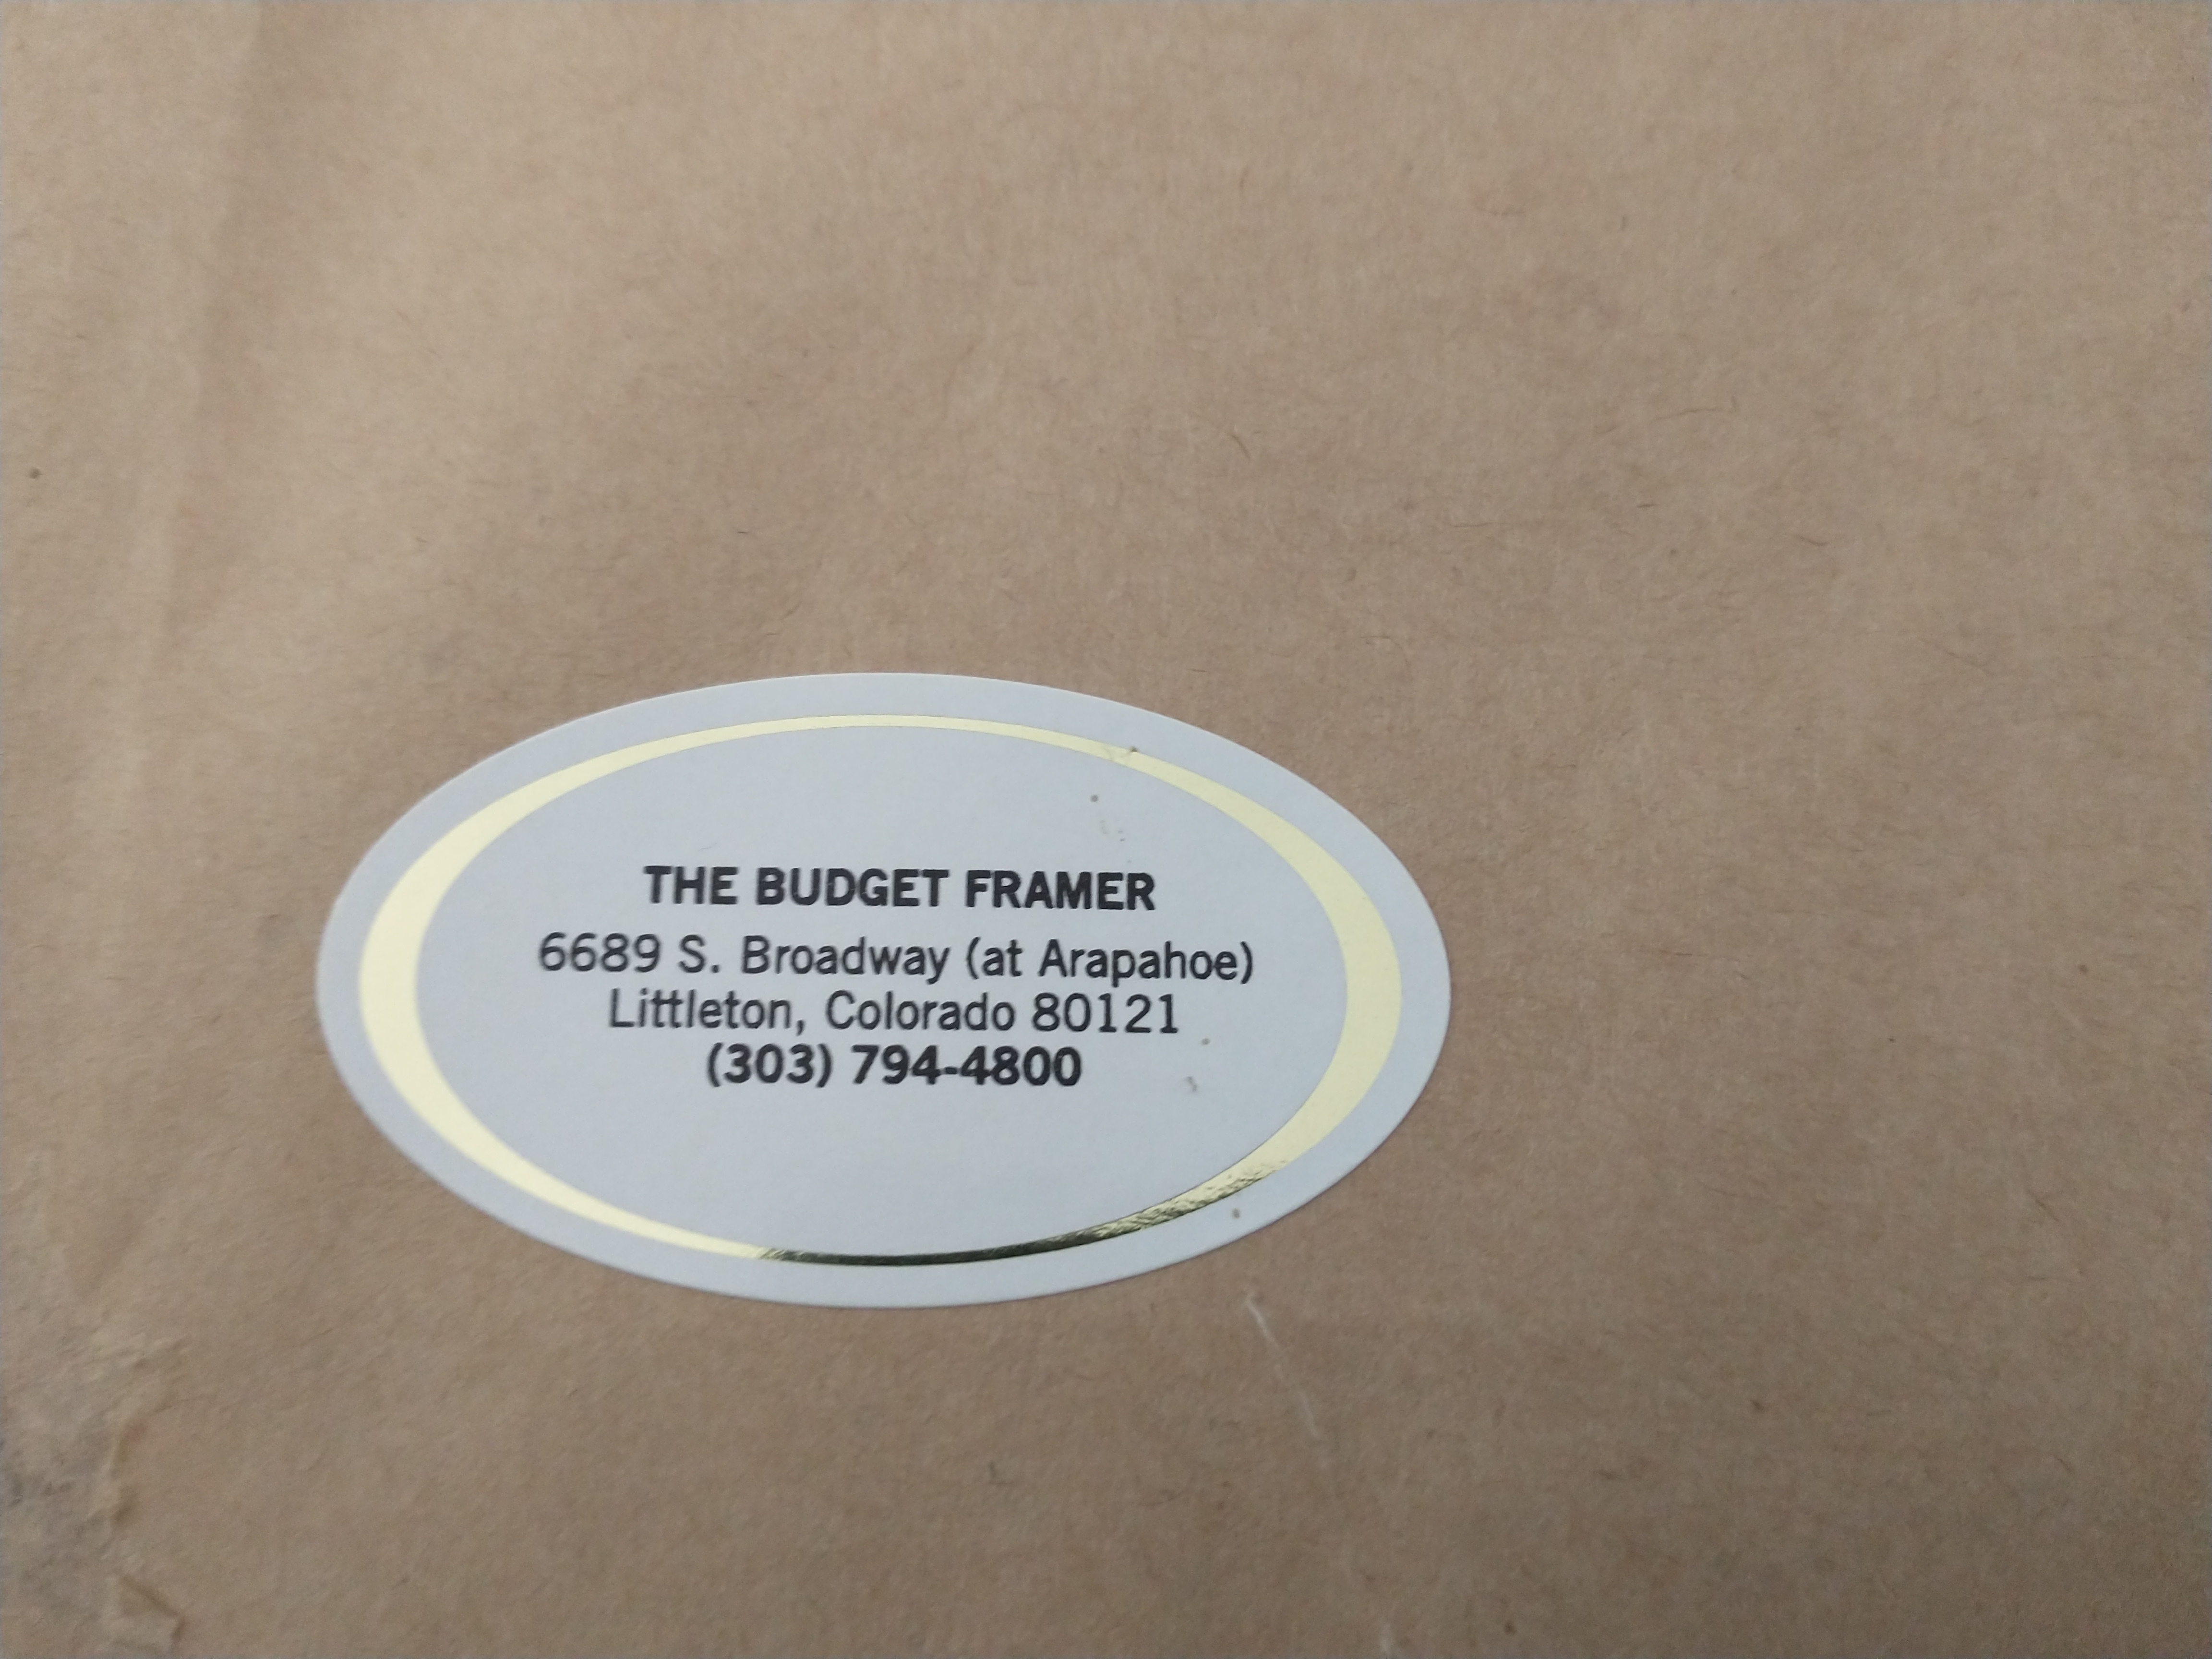 THE BUDGET FRAMER
6689 S. Broadway (at Arapahoe)
Littleton, Colorado 80121
(303) 794-4800